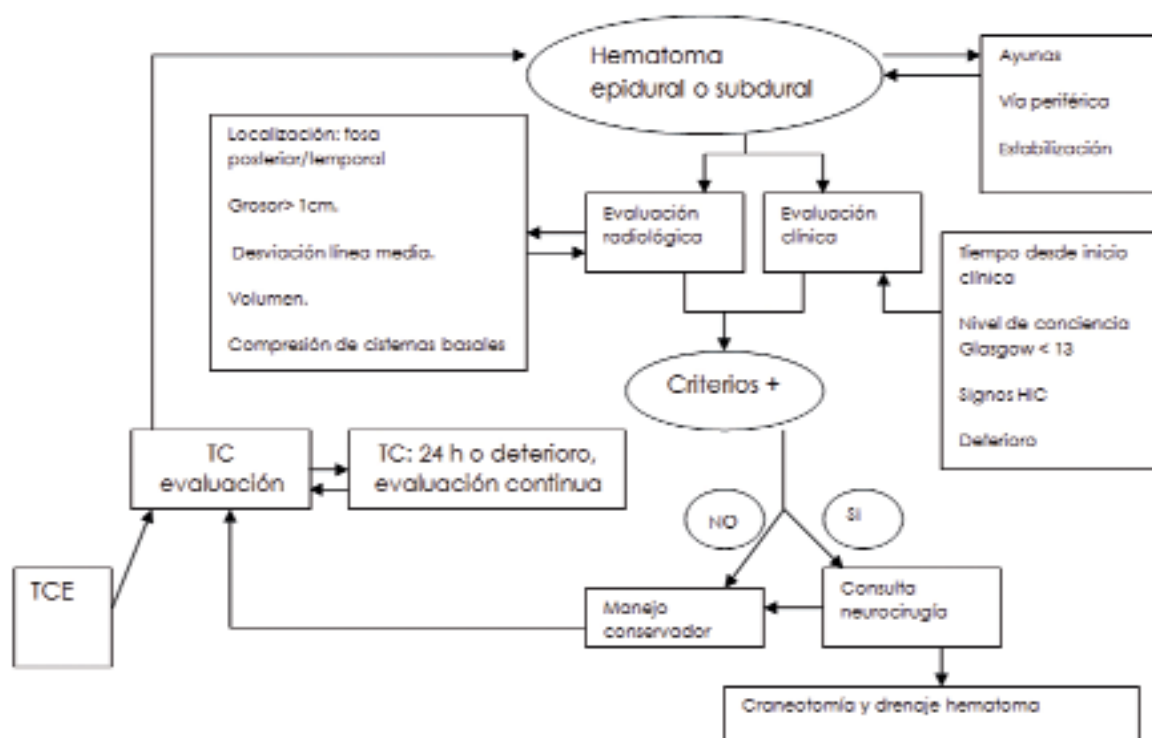 Hematoma
epidural o subdural
Ayunas
Vía periférica
Estabilización
Localización: fosa
posterior/temporal
Grosor> 1cm.
Desviación línea media.
Volumen.
Compresión de cisternas basales
Evaluación
radiológica
Evaluación
clínica
Tiempo desde inicio
clínica
Nivel de conciencia
Glasgow < 13
Signos HIC
Deterioro
Criterios +
TC
evaluación
TC: 24 h o deterioro,
evaluación continua
NO
SI
TCE
Manejo
conservador
Consulta
neurocirugía
Craneotomía y drenaje hematoma